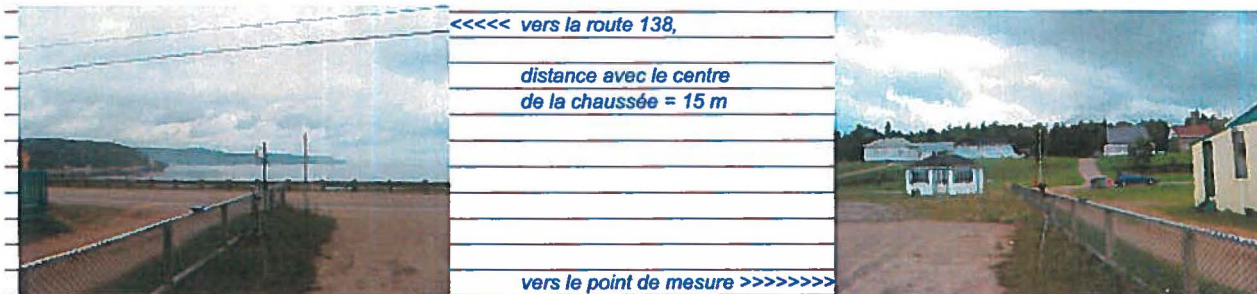 <<<<< vers la route 138,
distance avec le centre
de la chaussée = 15 m
vers le point de mesure >>>>>>>>